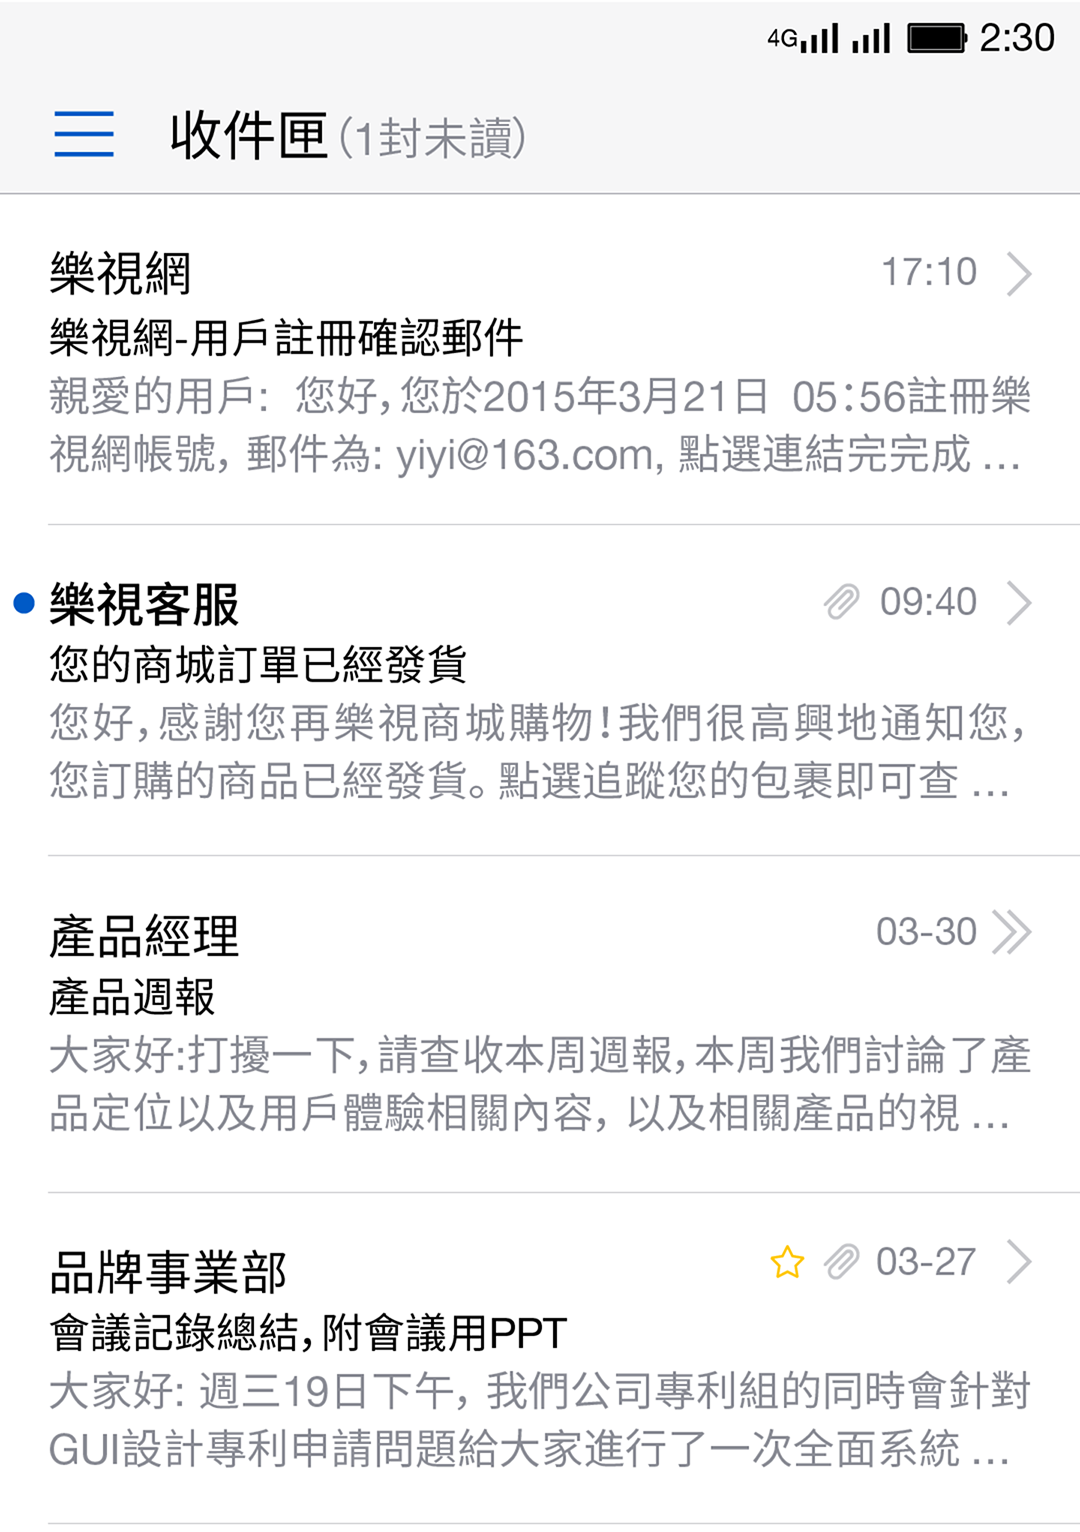 4G 2:30
收件匣(1封未讀)
樂視網 17:10
樂視網-用戶註冊確認郵件
親愛的用戶: 您好,您於2015年3月21日 05:56註冊樂
視網帳號, 郵件為: yiyi@163.com, 點選連結完完成 ...
樂視客服 09:40
您的商城訂單已經發貨
您好,感謝您再樂視商城購物!我們很高興地通知您,
您訂購的商品已經發貨。點選追蹤您的包裹即可查 ...
產品經理 03-30
產品週報
大家好:打擾一下,請查收本周週報,本周我們討論了產
品定位以及用戶體驗相關內容, 以及相關產品的視 ...
品牌事業部 03-27
會議記錄總結,附會議用PPT
大家好: 週三19日下午, 我們公司專利組的同時會針對
GUI設計專利申請問題給大家進行了一次全面系統 ...